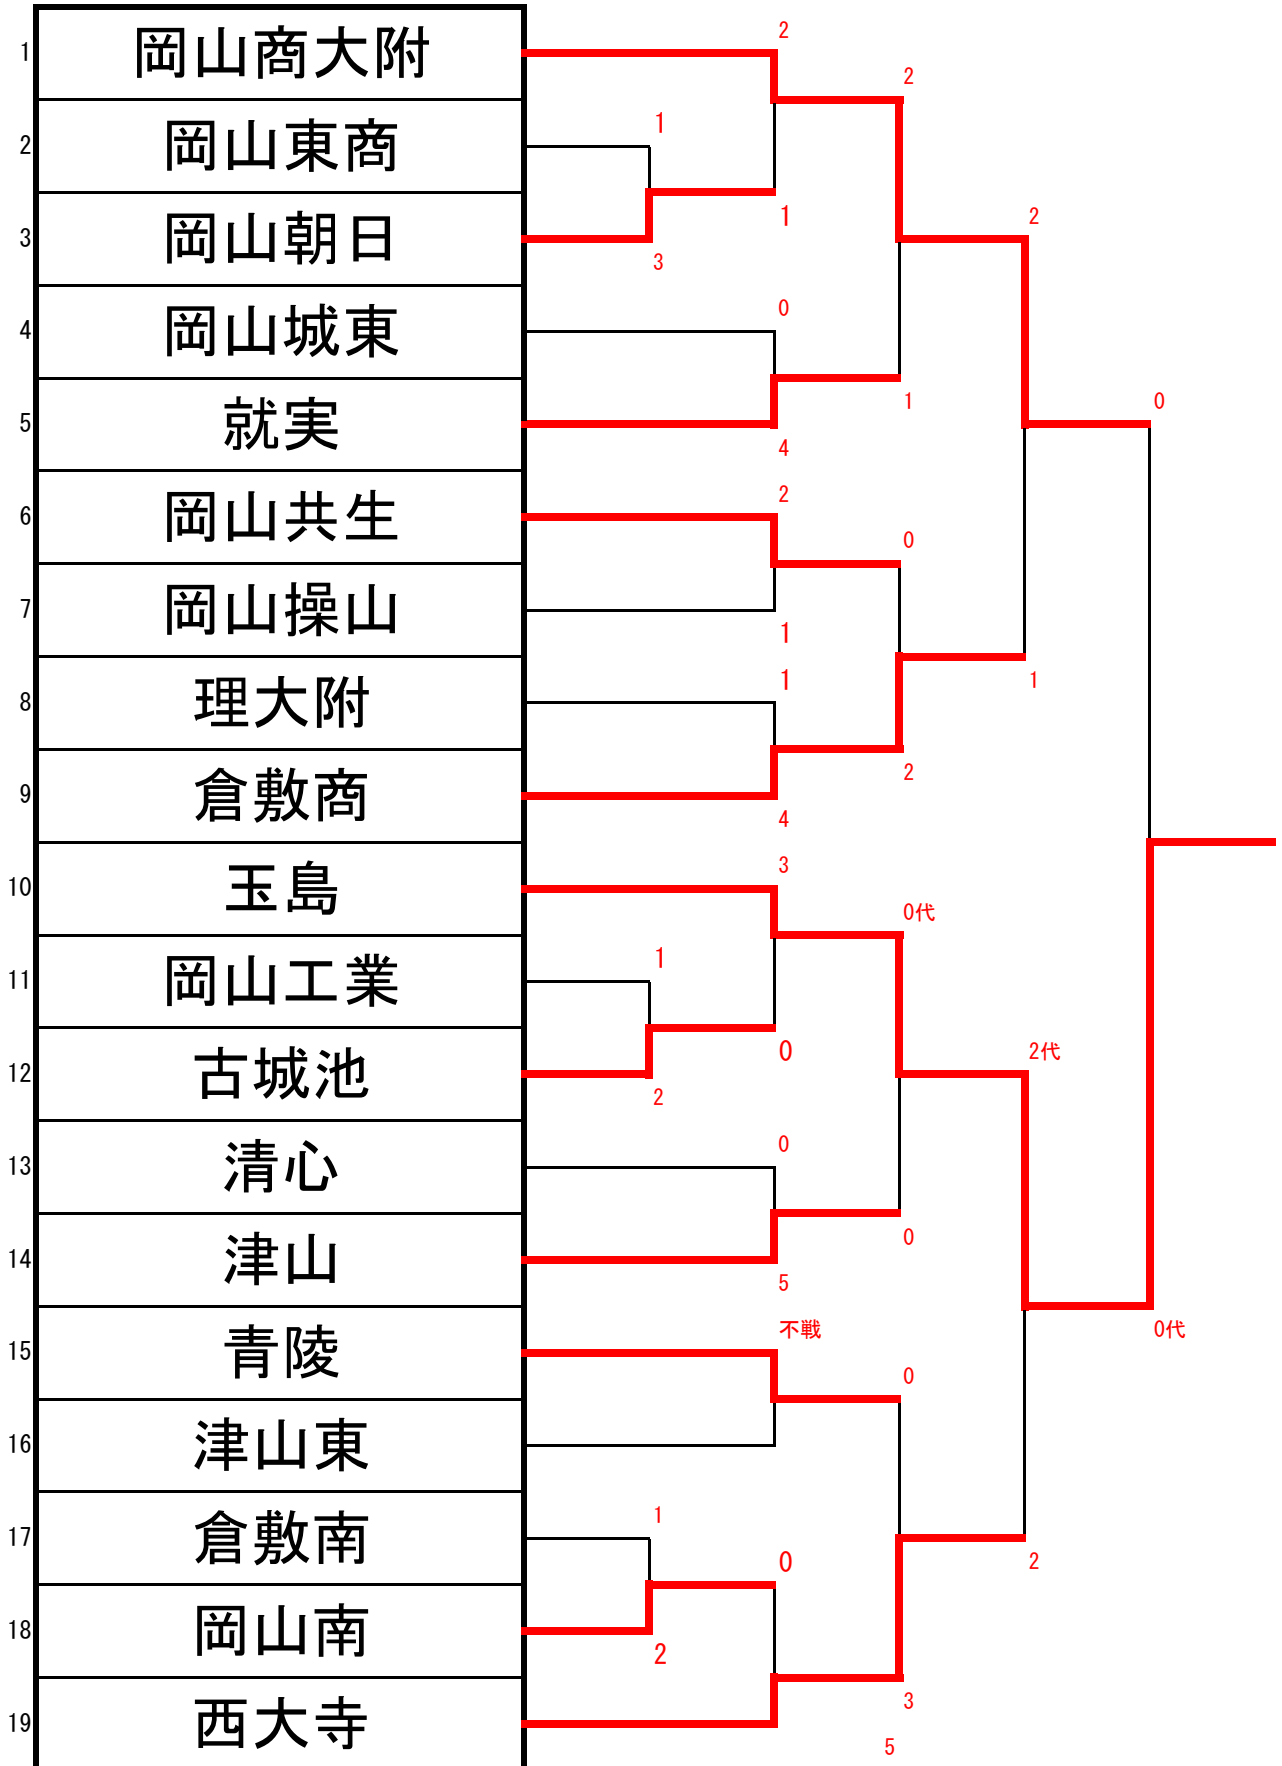 1 岡山商大附
2 岡山東商
3 岡山朝日
4 岡山城東
5 就実
6 岡山共生
7 岡山操山
8 理大附
9 倉敷商
10 玉島
11 岡山工業
12 古城池
13 清心
14 津山
15 青陵
16 津山東
17 倉敷南
18 岡山南
19 西大寺
1
3
1
2
1
2
2
1
0
4
2
1
1
4
3
0
0
5
不戦
0
5
2
1
0
2
0代
0
0
3
2
1
2代
2
0
0代